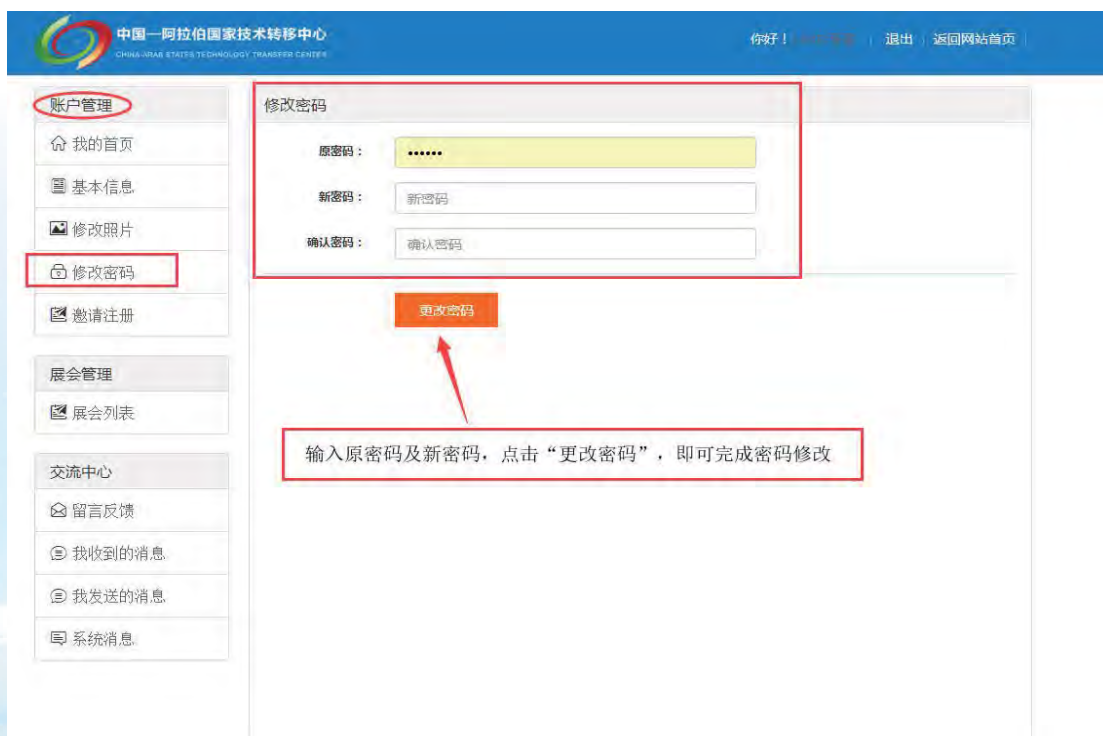 中国—阿拉伯国家技术转移中心
CHINA-ARAB STATES TECHNOLOGY TRANSFER CENTER
你好！
退出
返回网站首页
账户管理
我的首页
基本信息
修改照片
修改密码
邀请注册
展会管理
展会列表
交流中心
留言反馈
我收到的消息
我发送的消息
系统消息
修改密码
原密码：
新密码：
新密码
确认密码：
确认密码
更改密码
输入原密码及新密码，点击“更改密码”，即可完成密码修改